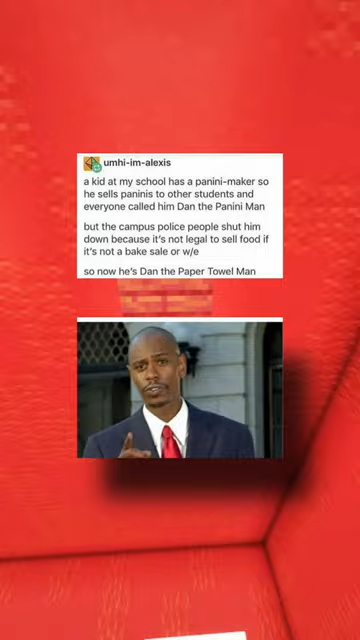 umhi-im-alexis
a kid at my school has a panini-maker so
he sells paninis to other students and
everyone called him Dan the Panini Man
but the campus police people shut him
down because it's not legal to sell food if
it's not a bake sale or w/e
so now he's Dan the Paper Towel Man